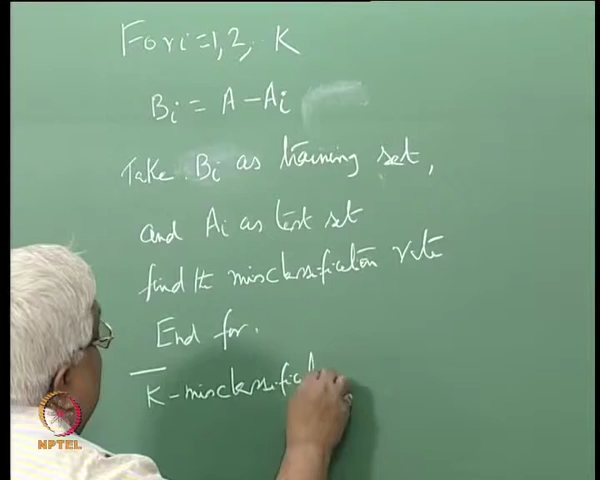 For i=1,2, .. K
Bi = A - Ai
Take Bi as training set,
and Ai as test set
find the misclassification rate
End for.
K-misclassificat
NPTEL